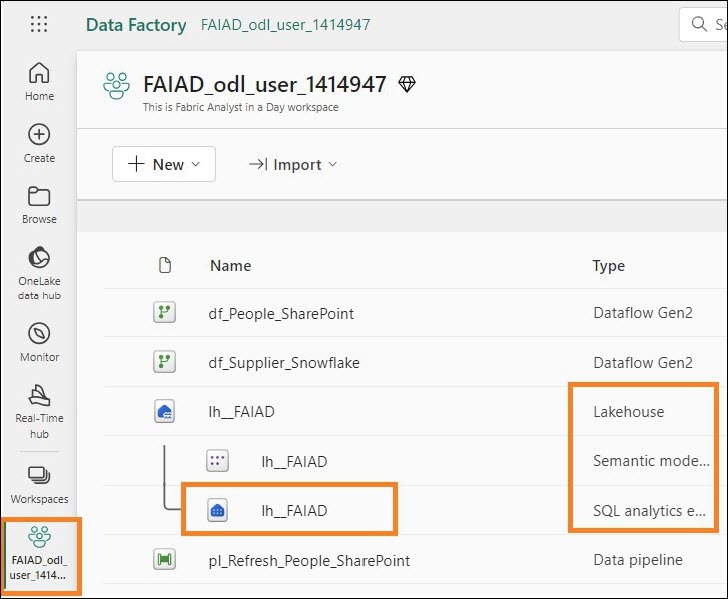 Data Factory FAIAD_odl_user_1414947
Home
Create
Browse
OneLake
data hub
Monitor
Real-Time
hub
Workspaces
FAIAD_odl_
user_1414...
FAIAD_odl_user_1414947
This is Fabric Analyst in a Day workspace
New
Import
Name Type
df_People_SharePoint Dataflow Gen2
df_Supplier_Snowflake Dataflow Gen2
lh__FAIAD Lakehouse
lh__FAIAD Semantic mode...
lh__FAIAD SQL analytics e...
pl_Refresh_People_SharePoint Data pipeline